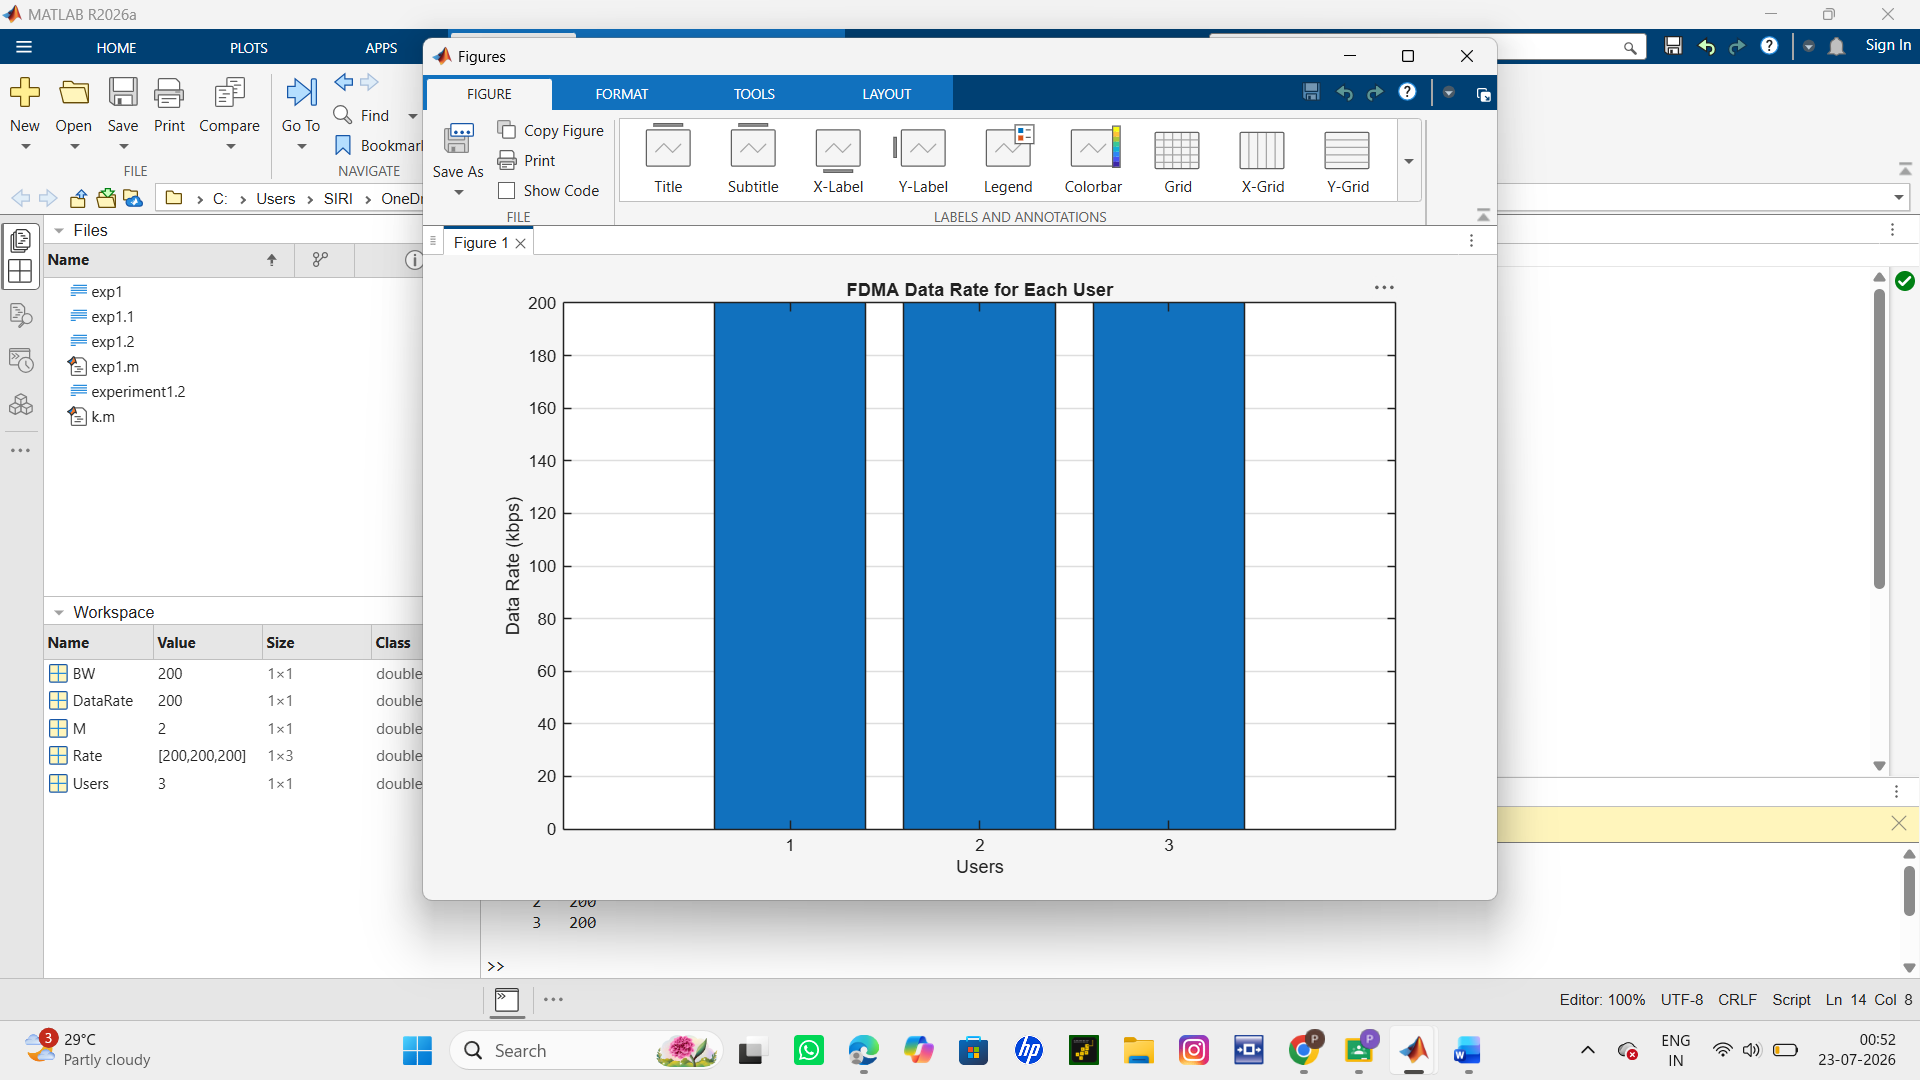 MATLAB R2026a
HOME
PLOTS
APPS
Sign In
New
Open
Save
Print
Compare
Go To
Find
Bookmark
FILE
NAVIGATE
C:
Users
SIRI
OneDr
Files
Name
exp1
exp1.1
exp1.2
exp1.m
experiment1.2
k.m
Workspace
Name Value Size Class
BW 200 1×1 double
DataRate 200 1×1 double
M 2 1×1 double
Rate [200,200,200] 1×3 double
Users 3 1×1 double
Figures
FIGURE
FORMAT
TOOLS
LAYOUT
Save As
Copy Figure
Print
Show Code
FILE
Title
Subtitle
X-Label
Y-Label
Legend
Colorbar
Grid
X-Grid
Y-Grid
LABELS AND ANNOTATIONS
Figure 1
FDMA Data Rate for Each User
200
180
160
140
120
100
80
60
40
20
0
Data Rate (kbps)
1 2 3
Users
2 200
3 200
>>
Editor: 100% UTF-8 CRLF Script Ln 14 Col 8
3
29°C
Partly cloudy
Search
hp
P
P
W
ENG
IN
00:52
23-07-2026